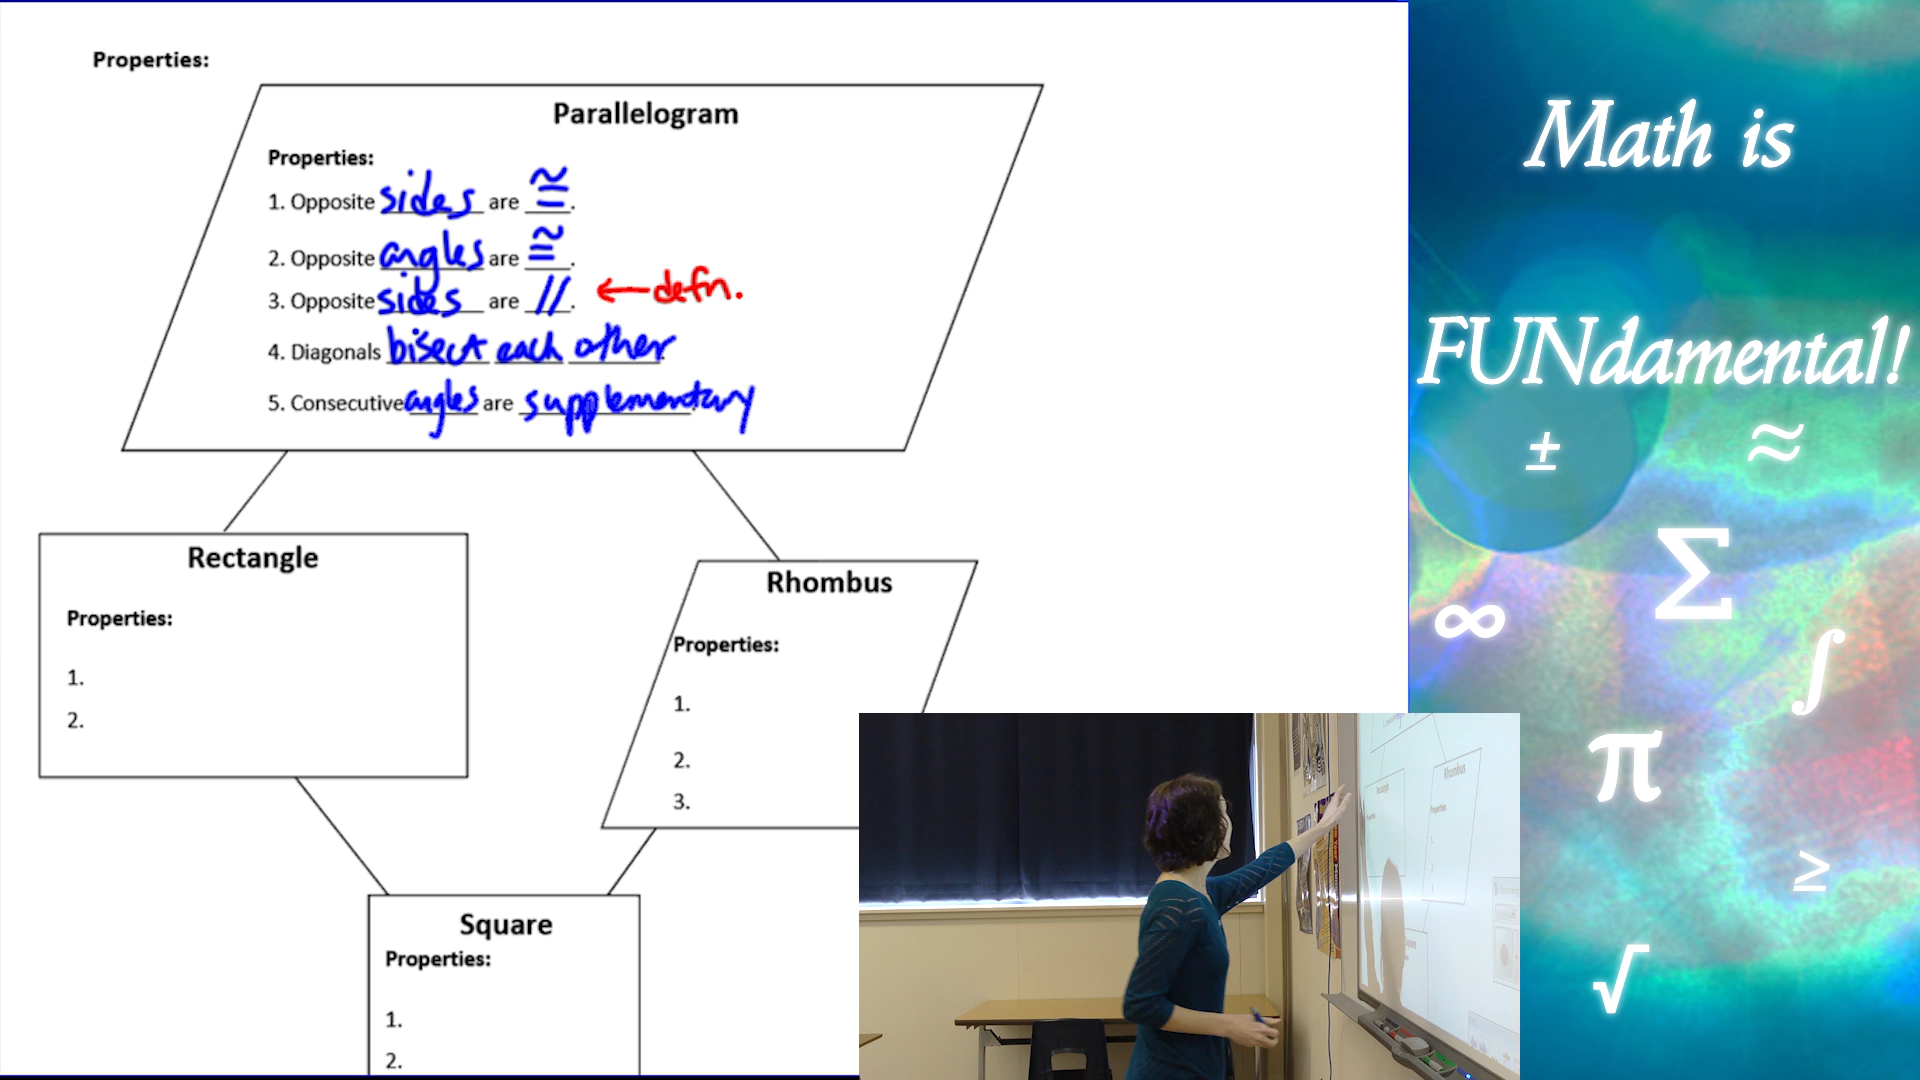 Properties:
Parallelogram
Properties:
1. Opposite sides are ≅.
2. Opposite angles are ≅.
3. Opposite sides are //. ← defn.
4. Diagonals bisect each other
5. Consecutive angles are supplementary.
Rectangle
Properties:
1.
2.
Rhombus
Properties:
1.
2.
3.
Square
Properties:
1.
2.
Math is
FUNdamental!
± ≈
Σ
∞
∫
π
≥
√
Rhombus
Rectangle